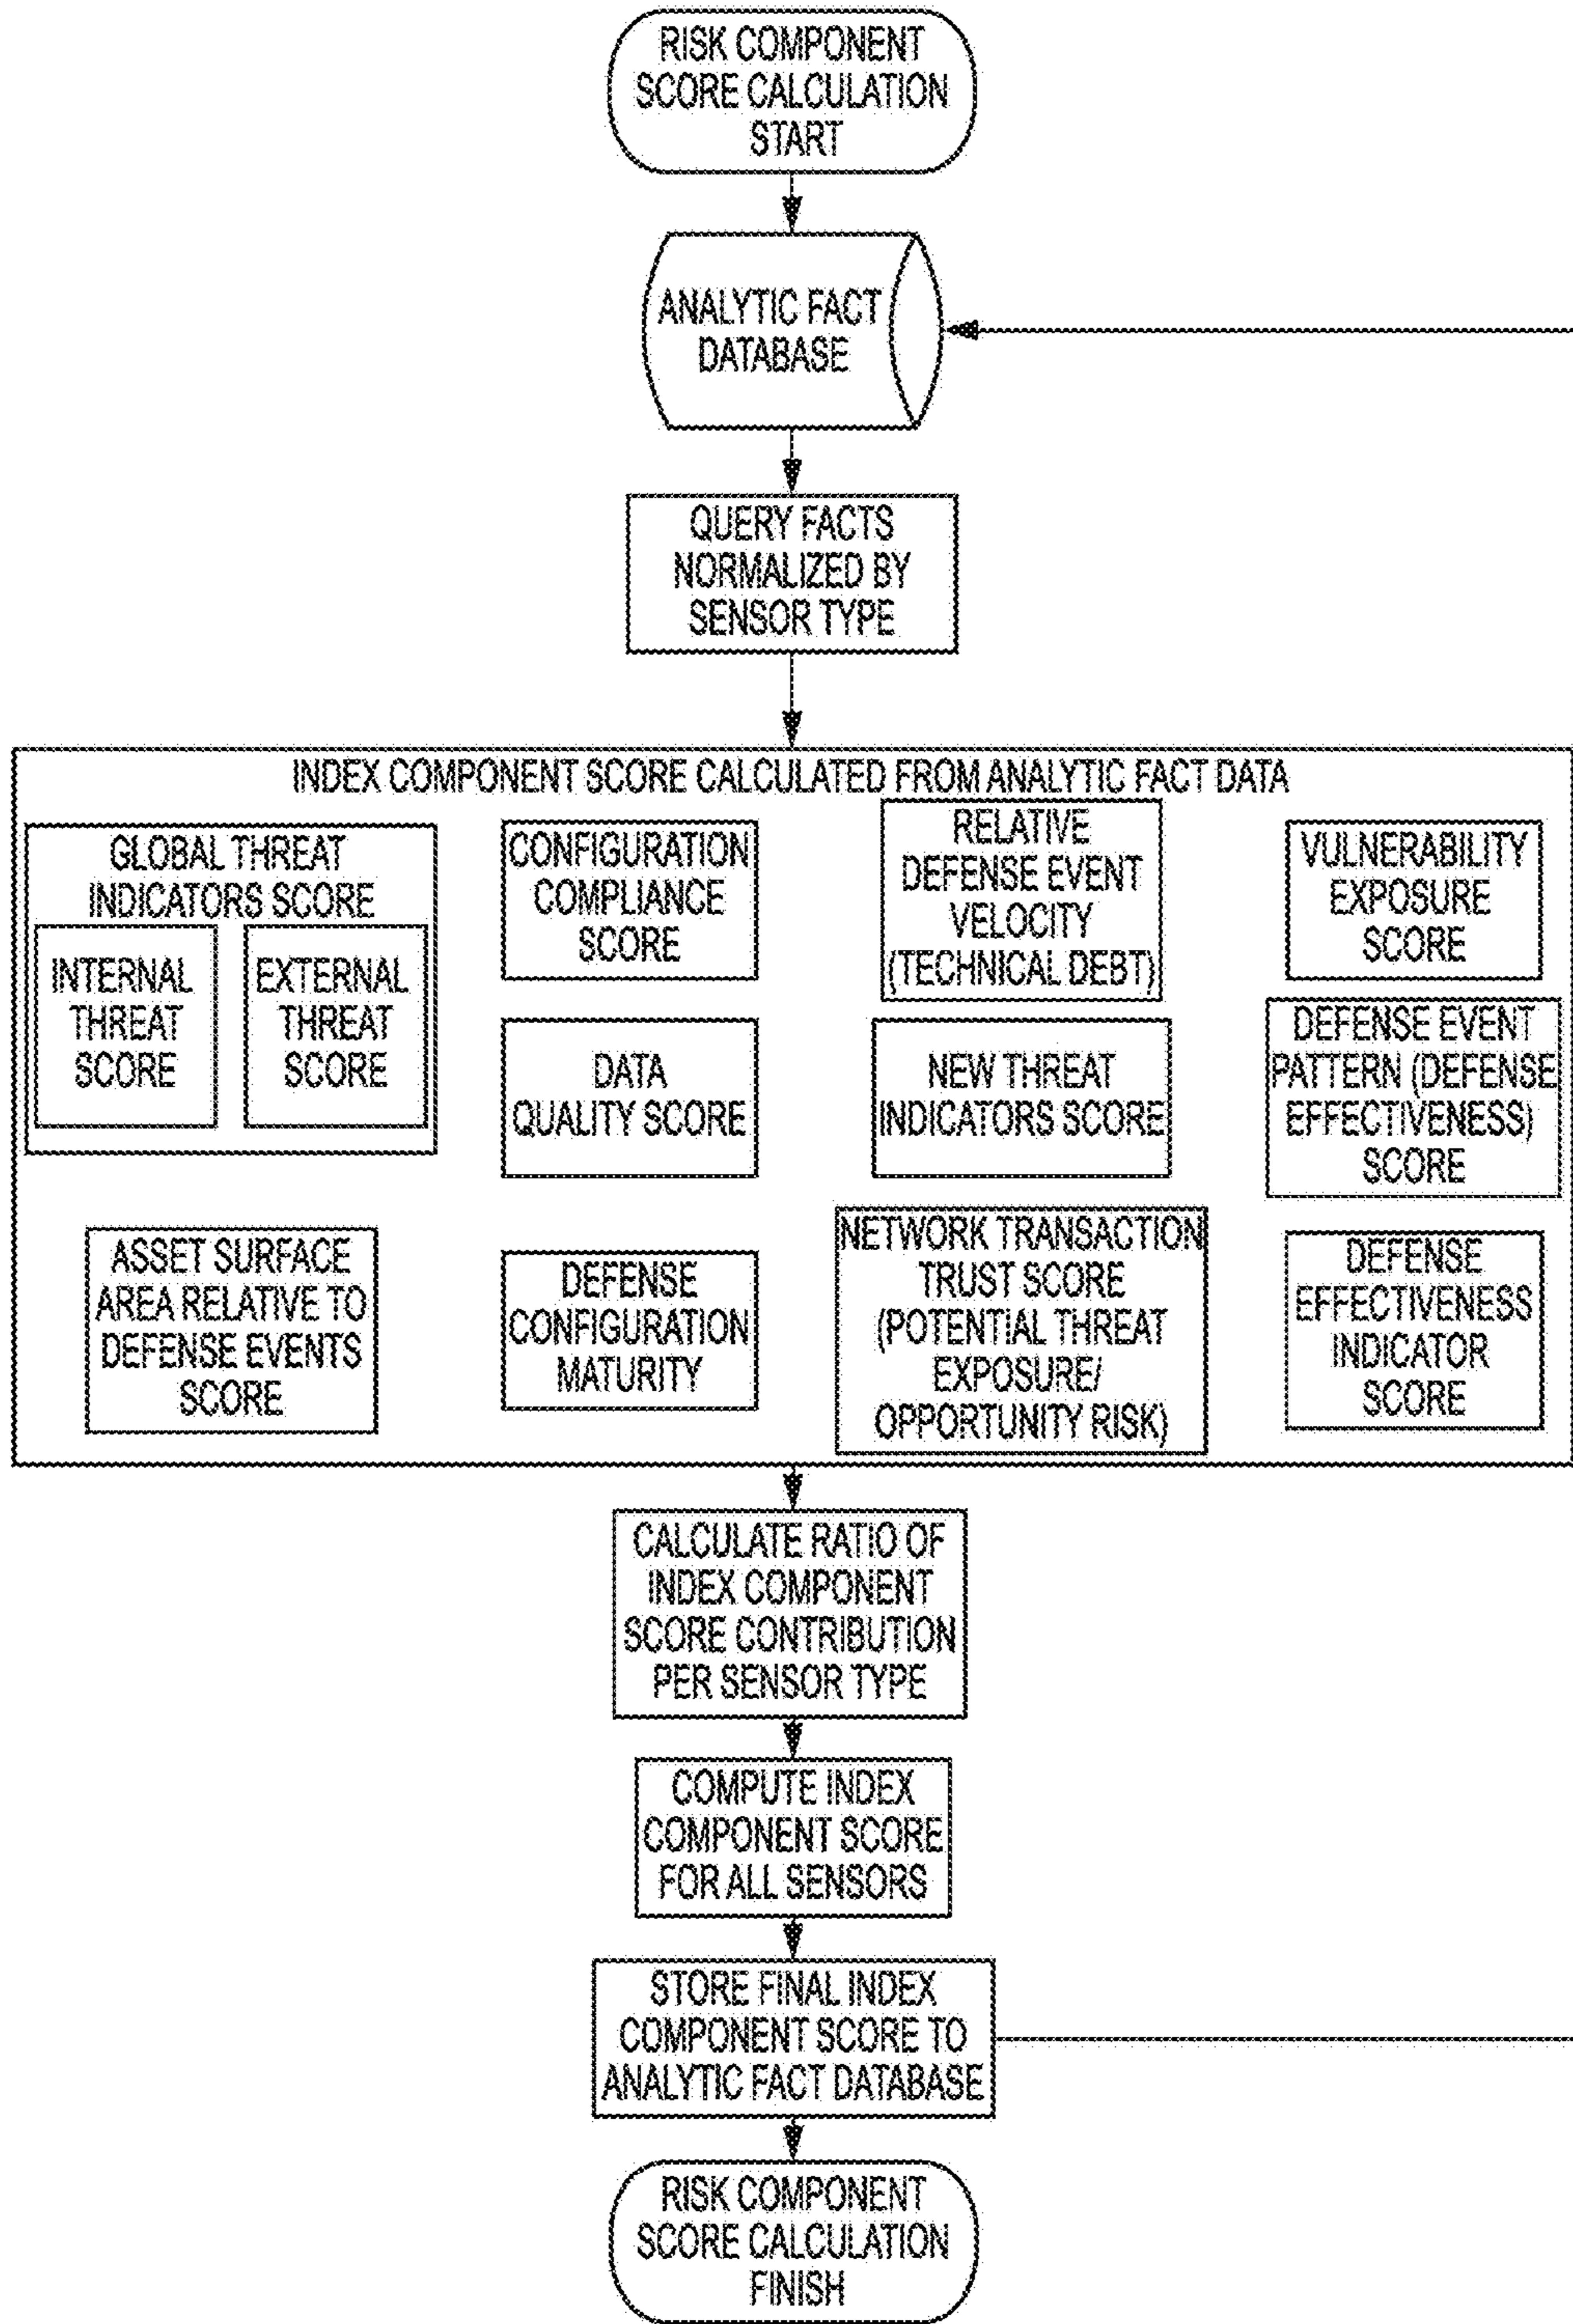 RISK COMPONENT
SCORE CALCULATION
START
ANALYTIC FACT
DATABASE
QUERY FACTS
NORMALIZED BY
SENSOR TYPE
INDEX COMPONENT SCORE CALCULATED FROM ANALYTIC FACT DATA
GLOBAL THREAT
INDICATORS SCORE
INTERNAL
THREAT
SCORE
EXTERNAL
THREAT
SCORE
CONFIGURATION
COMPLIANCE
SCORE
RELATIVE
DEFENSE EVENT
VELOCITY
(TECHNICAL DEBT)
VULNERABILITY
EXPOSURE
SCORE
DATA
QUALITY SCORE
NEW THREAT
INDICATORS SCORE
DEFENSE EVENT
PATTERN (DEFENSE
EFFECTIVENESS)
SCORE
ASSET SURFACE
AREA RELATIVE TO
DEFENSE EVENTS
SCORE
DEFENSE
CONFIGURATION
MATURITY
NETWORK TRANSACTION
TRUST SCORE
(POTENTIAL THREAT
EXPOSURE/
OPPORTUNITY RISK)
DEFENSE
EFFECTIVENESS
INDICATOR
SCORE
CALCULATE RATIO OF
INDEX COMPONENT
SCORE CONTRIBUTION
PER SENSOR TYPE
COMPUTE INDEX
COMPONENT SCORE
FOR ALL SENSORS
STORE FINAL INDEX
COMPONENT SCORE TO
ANALYTIC FACT DATABASE
RISK COMPONENT
SCORE CALCULATION
FINISH